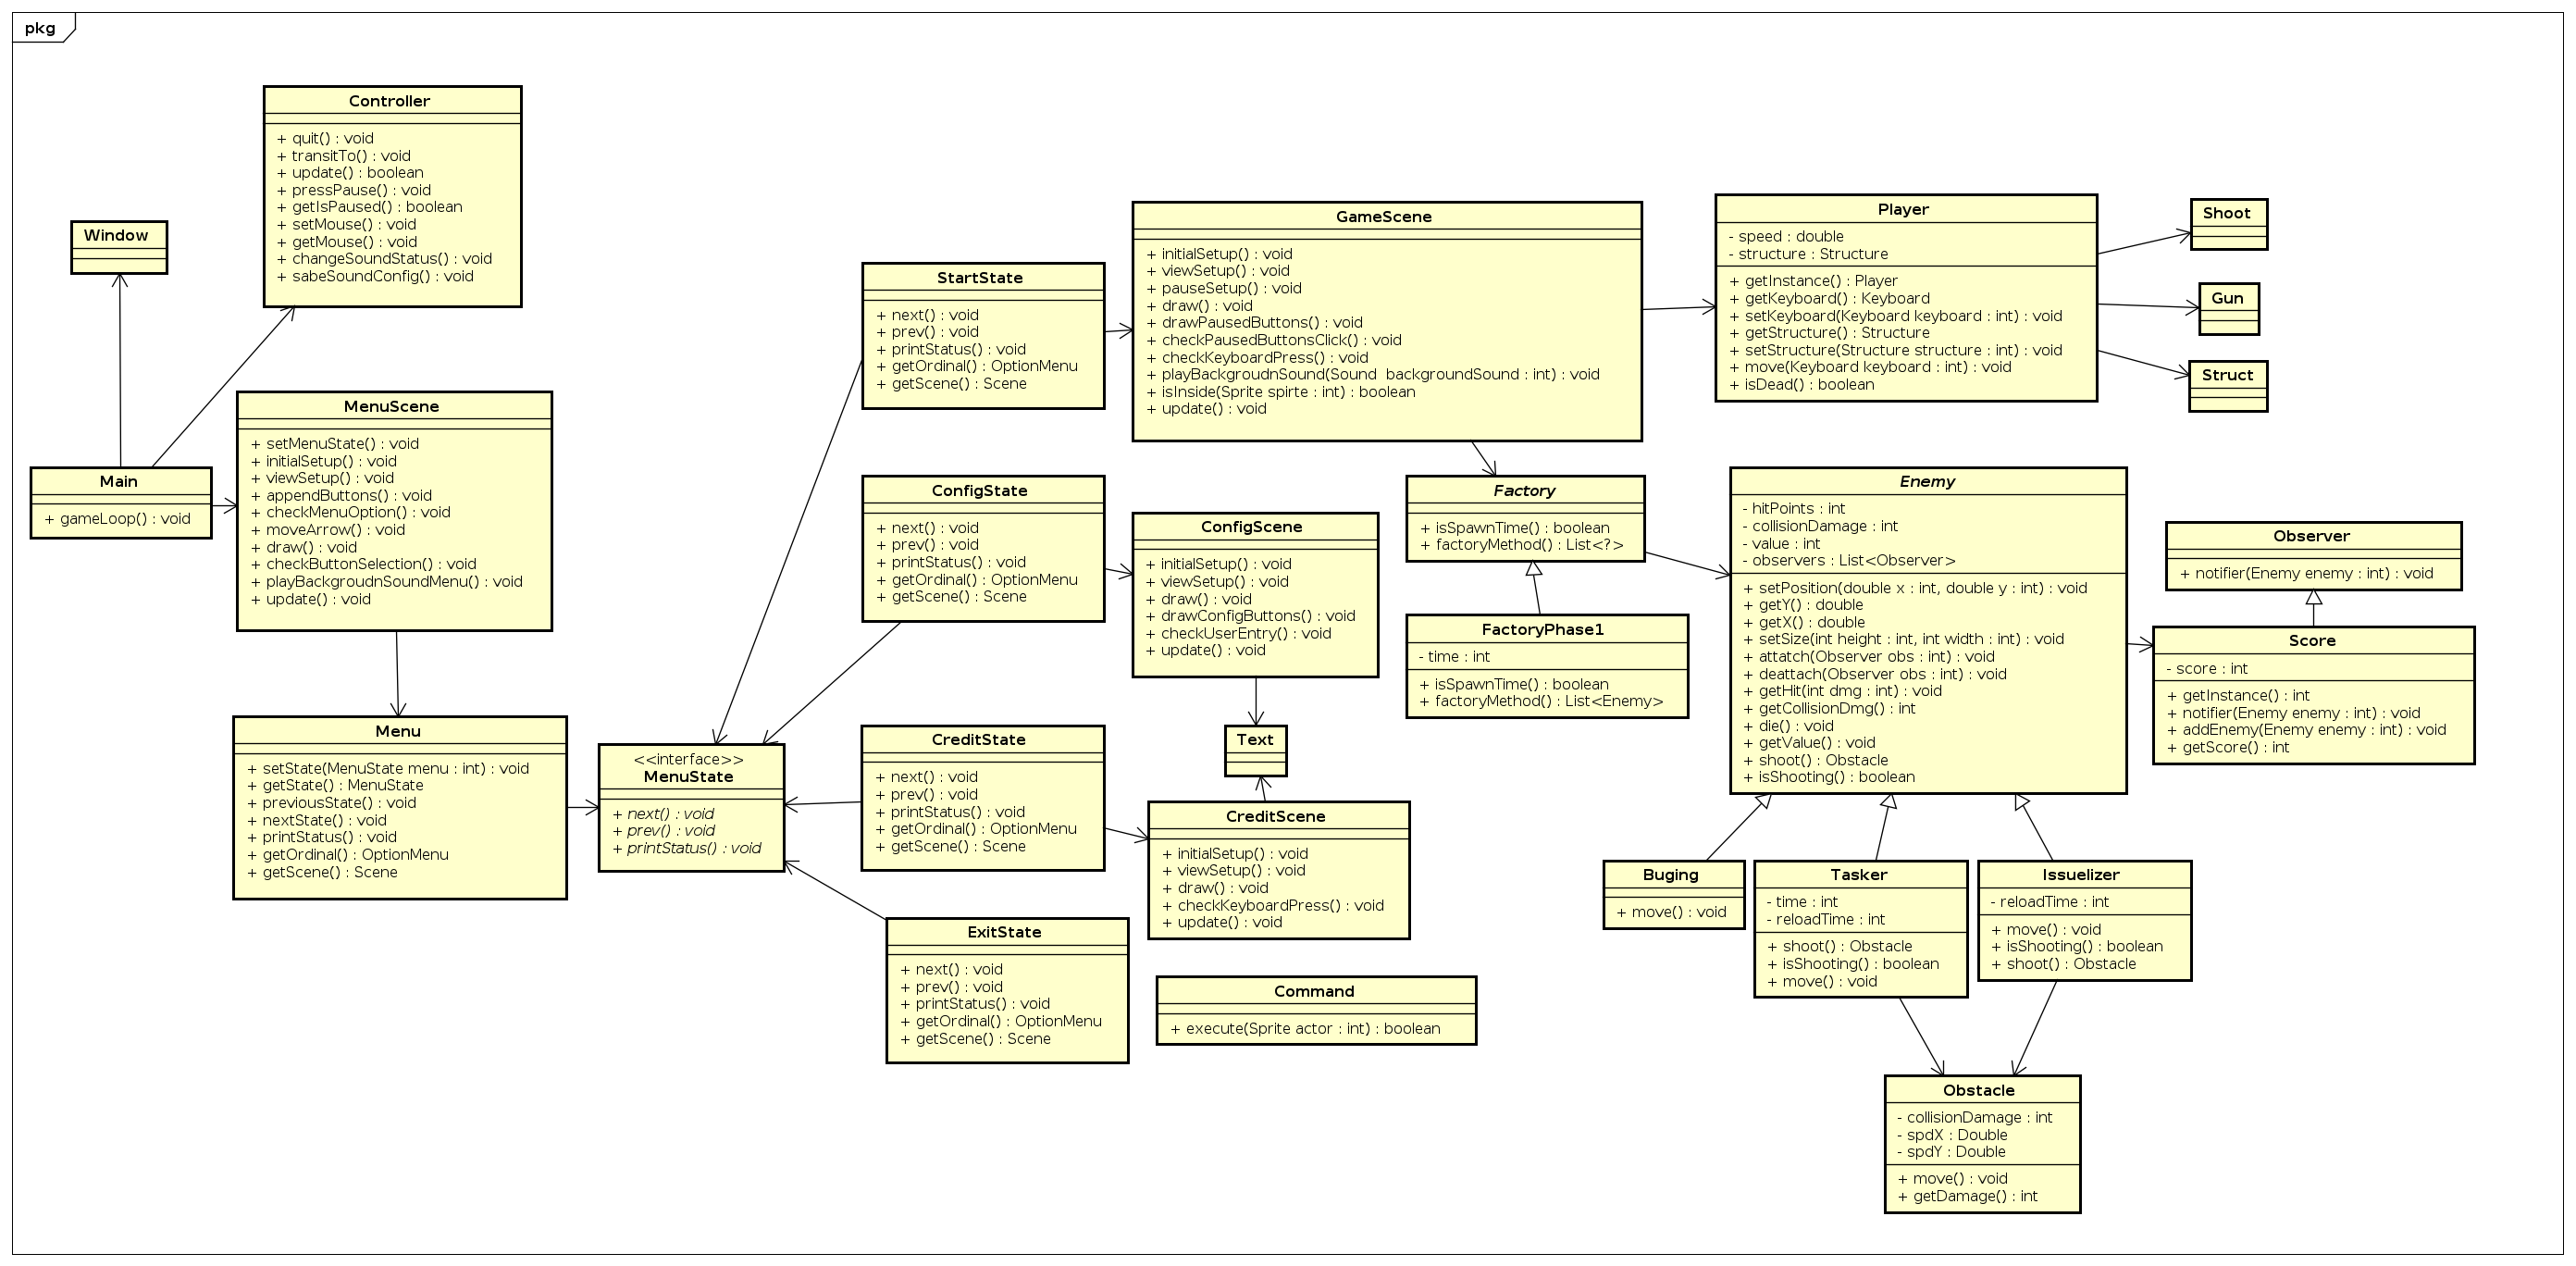 pkg
Controller
+ quit() : void
+ transitTo() : void
+ update() : boolean
+ pressPause() : void
+ getIsPaused() : boolean
+ setMouse() : void
+ getMouse() : void
+ changeSoundStatus() : void
+ sabeSoundConfig() : void
Window
Main
+ gameLoop() : void
MenuScene
+ setMenuState() : void
+ initialSetup() : void
+ viewSetup() : void
+ appendButtons() : void
+ checkMenuOption() : void
+ moveArrow() : void
+ draw() : void
+ checkButtonSelection() : void
+ playBackgroudnSoundMenu() : void
+ update() : void
Menu
+ setState(MenuState menu : int) : void
+ getState() : MenuState
+ previousState() : void
+ nextState() : void
+ printStatus() : void
+ getOrdinal() : OptionMenu
+ getScene() : Scene
<<interface>>
MenuState
+ next() : void
+ prev() : void
+ printStatus() : void
StartState
+ next() : void
+ prev() : void
+ printStatus() : void
+ getOrdinal() : OptionMenu
+ getScene() : Scene
ConfigState
+ next() : void
+ prev() : void
+ printStatus() : void
+ getOrdinal() : OptionMenu
+ getScene() : Scene
CreditState
+ next() : void
+ prev() : void
+ printStatus() : void
+ getOrdinal() : OptionMenu
+ getScene() : Scene
ExitState
+ next() : void
+ prev() : void
+ printStatus() : void
+ getOrdinal() : OptionMenu
+ getScene() : Scene
GameScene
+ initialSetup() : void
+ viewSetup() : void
+ pauseSetup() : void
+ draw() : void
+ drawPausedButtons() : void
+ checkPausedButtonsClick() : void
+ checkKeyboardPress() : void
+ playBackgroudnSound(Sound  backgroundSound : int) : void
+ isInside(Sprite spirte : int) : boolean
+ update() : void
ConfigScene
+ initialSetup() : void
+ viewSetup() : void
+ draw() : void
+ drawConfigButtons() : void
+ checkUserEntry() : void
+ update() : void
Text
CreditScene
+ initialSetup() : void
+ viewSetup() : void
+ draw() : void
+ checkKeyboardPress() : void
+ update() : void
Command
+ execute(Sprite actor : int) : boolean
Factory
+ isSpawnTime() : boolean
+ factoryMethod() : List<?>
FactoryPhase1
- time : int
+ isSpawnTime() : boolean
+ factoryMethod() : List<Enemy>
Player
- speed : double
- structure : Structure
+ getInstance() : Player
+ getKeyboard() : Keyboard
+ setKeyboard(Keyboard keyboard : int) : void
+ getStructure() : Structure
+ setStructure(Structure structure : int) : void
+ move(Keyboard keyboard : int) : void
+ isDead() : boolean
Shoot
Gun
Struct
Enemy
- hitPoints : int
- collisionDamage : int
- value : int
- observers : List<Observer>
+ setPosition(double x : int, double y : int) : void
+ getY() : double
+ getX() : double
+ setSize(int height : int, int width : int) : void
+ attatch(Observer obs : int) : void
+ deattach(Observer obs : int) : void
+ getHit(int dmg : int) : void
+ getCollisionDmg() : int
+ die() : void
+ getValue() : void
+ shoot() : Obstacle
+ isShooting() : boolean
Observer
+ notifier(Enemy enemy : int) : void
Score
- score : int
+ getInstance() : int
+ notifier(Enemy enemy : int) : void
+ addEnemy(Enemy enemy : int) : void
+ getScore() : int
Buging
+ move() : void
Tasker
- time : int
- reloadTime : int
+ shoot() : Obstacle
+ isShooting() : boolean
+ move() : void
Issuelizer
- reloadTime : int
+ move() : void
+ isShooting() : boolean
+ shoot() : Obstacle
Obstacle
- collisionDamage : int
- spdX : Double
- spdY : Double
+ move() : void
+ getDamage() : int